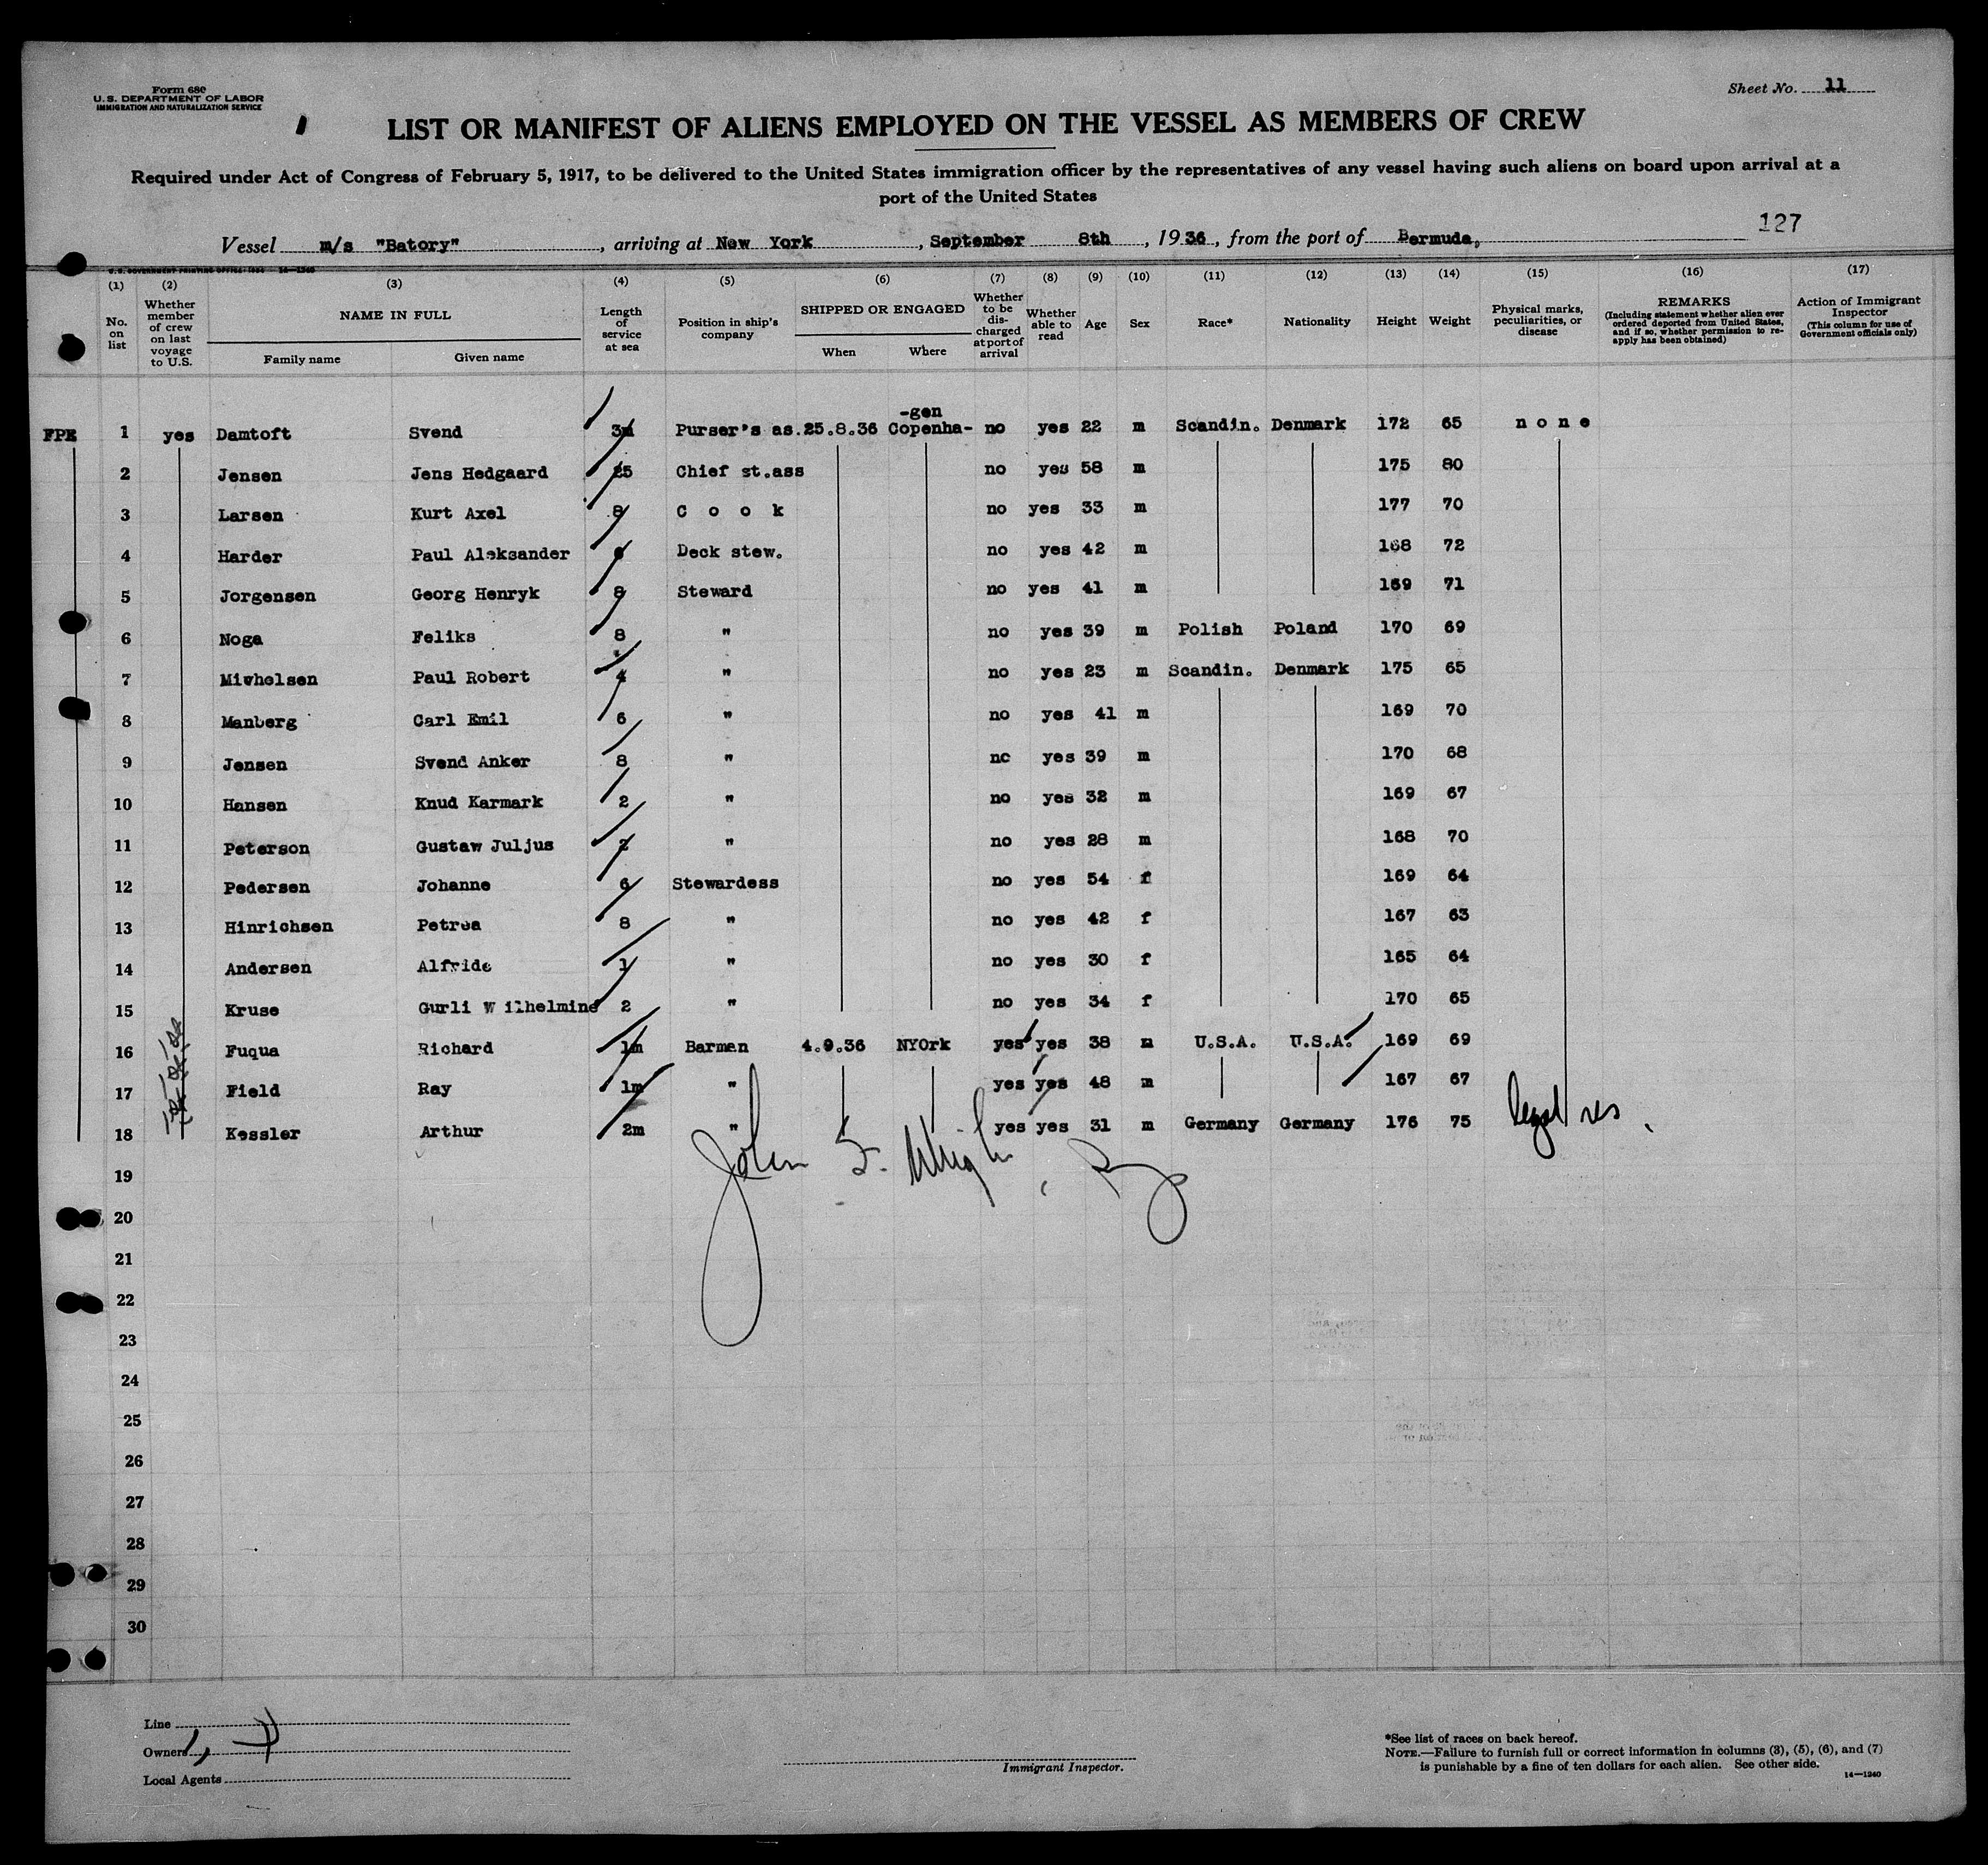 Form 680
U.S. DEPARTMENT OF LABOR
IMMIGRATION AND NATURALIZATION SERVICE
Sheet No. 11
LIST OR MANIFEST OF ALIENS EMPLOYED ON THE VESSEL AS MEMBERS OF CREW
Required under Act of Congress of February 5, 1917, to be delivered to the United States immigration officer by the representatives of any vessel having such aliens on board upon arrival at a
port of the United States
127
Vessel m/s "Batory", arriving at New York, September 8th, 1936, from the port of Bermuda,
U.S. GOVERNMENT PRINTING OFFICE: 1934 14—1240
(1) (2) (3) (4) (5) (6) (7) (8) (9) (10) (11) (12) (13) (14) (15) (16) (17)
No. on list
Whether member of crew on last voyage to U.S.
NAME IN FULL
Family name Given name
Length of service at sea
Position in ship's company
SHIPPED OR ENGAGED
When Where
Whether to be discharged at port of arrival
Whether able to read
Age
Sex
Race*
Nationality
Height
Weight
Physical marks, peculiarities, or disease
REMARKS
(Including statement whether alien ever ordered deported from United States, and if so, whether permission to re-apply has been obtained)
Action of Immigrant Inspector
(This column for use of Government officials only)
-gen
FPE 1 yes Damtoft Svend 3m Purser's as. 25.8.36 Copenha- no yes 22 m Scandin. Denmark 172 65 none
2 Jensen Jens Hedgaard 25 Chief st.ass no yes 58 m 175 80
3 Larsen Kurt Axel 8 Cook no yes 33 m 177 70
4 Harder Paul Aleksander Deck stew. no yes 42 m 168 72
5 Jorgensen Georg Henryk 8 Steward no yes 41 m 169 71
6 Noga Feliks 8 " no yes 39 m Polish Poland 170 69
7 Mivholsen Paul Robert 4 " no yes 23 m Scandin. Denmark 175 65
8 Manberg Carl Emil 6 " no yes 41 m 169 70
9 Jensen Svend Anker 8 " no yes 39 m 170 68
10 Hansen Knud Karmark 2 " no yes 32 m 169 67
11 Peterson Gustaw Juljus 2 " no yes 28 m 168 70
12 Pedersen Johanne 6 Stewardess no yes 54 f 169 64
13 Hinrichsen Petrea 8 " no yes 42 f 167 63
14 Andersen Alfride 1 " no yes 30 f 165 64
15 Kruse Gurli Wilhelmine 2 " no yes 34 f 170 65
16 Fuqua Richard 1m Barman 4.9.36 NYOrk yes yes 38 m U.S.A. U.S.A. 169 69
17 Field Ray 1m " yes yes 48 m 167 67
18 Kessler Arthur 2m " yes yes 31 m Germany Germany 176 75 legal res.
John
19
20
21
22
23
24
25
26
27
28
29
30
Line
Owners
Local Agents
Immigrant Inspector.
*See list of races on back hereof.
NOTE.—Failure to furnish full or correct information in columns (3), (5), (6), and (7)
is punishable by a fine of ten dollars for each alien. See other side.
14—1240